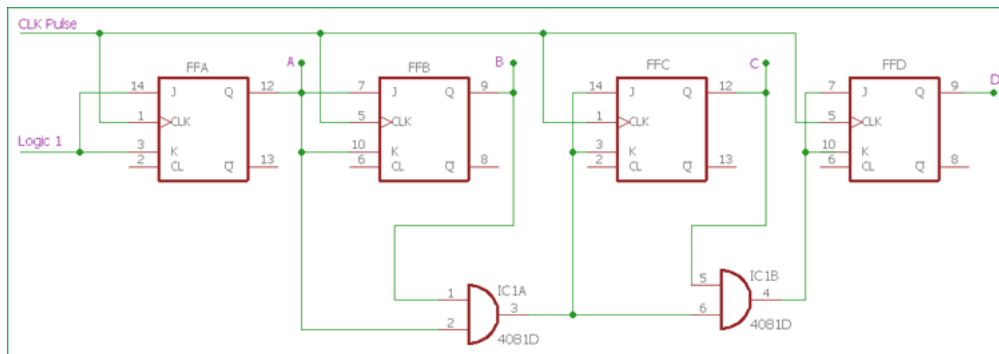 CLK Pulse
FFA A FFB B FFC C FFD
14 J Q 12 7 J Q 9 14 J Q 12 7 J Q 9 D
1 CLK 5 CLK 1 CLK 5 CLK
Logic 1 3 K 10 K 3 K 10 K
2 CL Q 13 6 CL Q 8 2 CL Q 13 6 CL Q 8
IC1B
5
4
IC1A
1
3 6
2 4081D
4081D